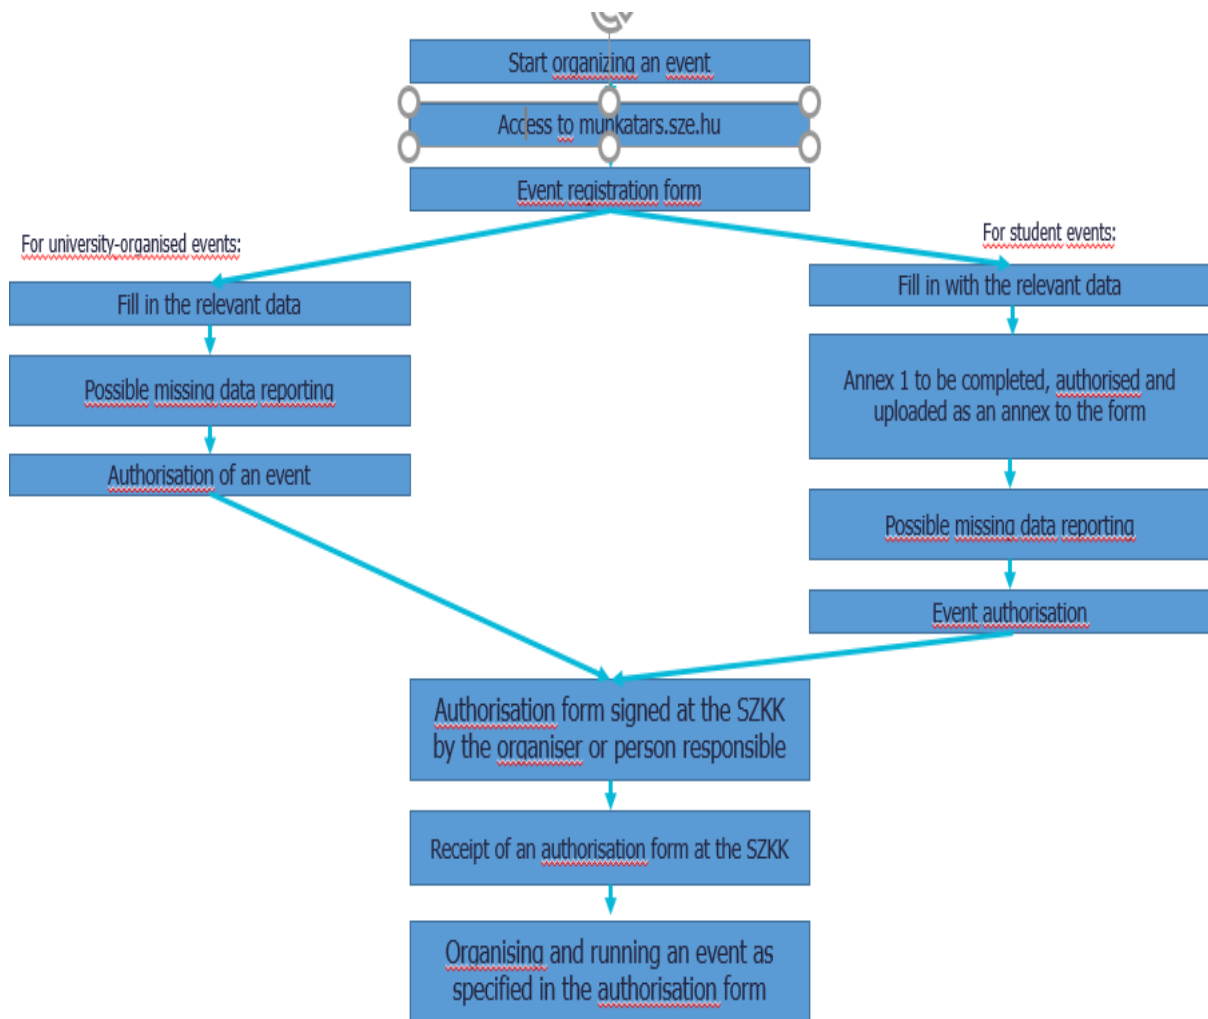 Start organizing an event
Access to munkatars.sze.hu
Event registration form
For university-organised events:
Fill in the relevant data
Possible missing data reporting
Authorisation of an event
For student events:
Fill in with the relevant data
Annex 1 to be completed, authorised and
uploaded as an annex to the form
Possible missing data reporting
Event authorisation
Authorisation form signed at the SZKK
by the organiser or person responsible
Receipt of an authorisation form at the SZKK
Organising and running an event as
specified in the authorisation form